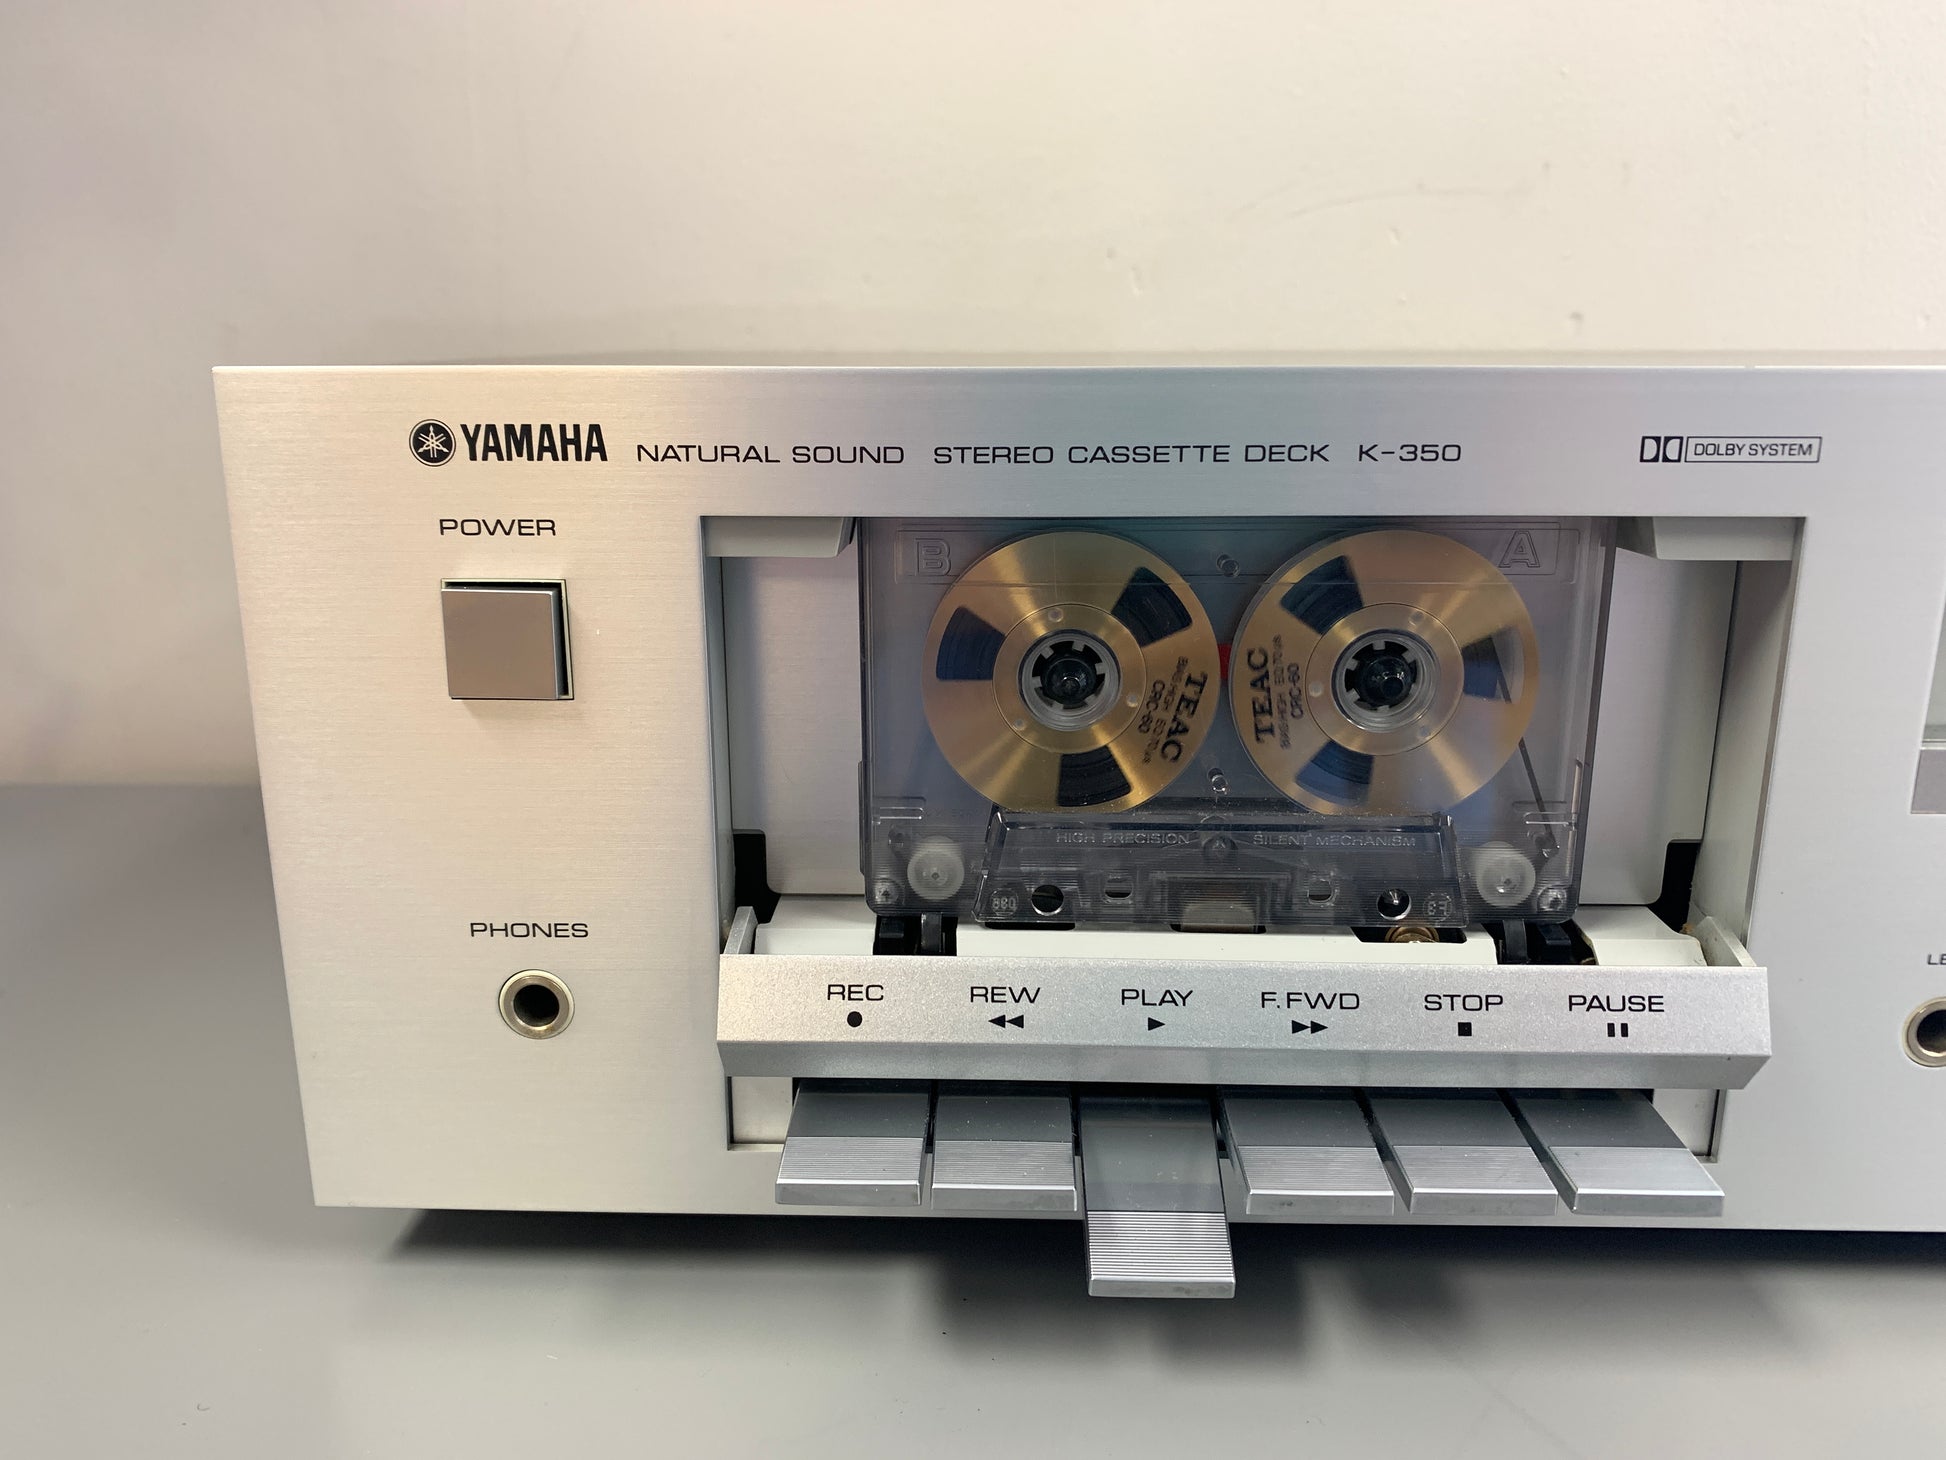 YAMAHA NATURAL SOUND STEREO CASSETTE DECK K-350
DOLBY SYSTEM
POWER
B
A
TEAC
CRC-60
TEAC
CRC-60
HIGH PRECISION SILENT MECHANISM
PHONES
REC
REW
PLAY
F.FWD
STOP
PAUSE